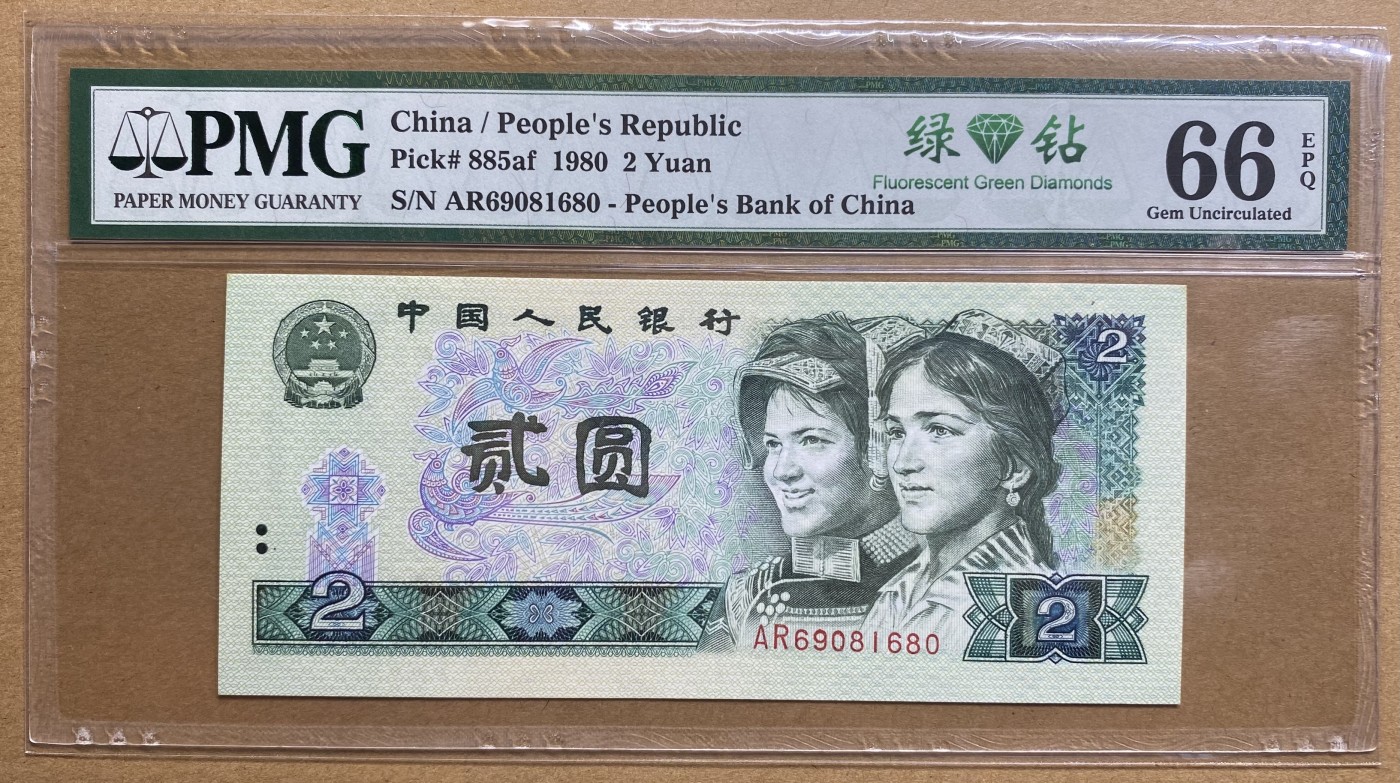 PMG
PAPER MONEY GUARANTY
China / People's Republic
Pick# 885af 1980 2 Yuan
S/N AR69081680 - People's Bank of China
绿 钻
Fluorescent Green Diamonds
66
EPQ
Gem Uncirculated
中国人民银行
2
贰圆
2
AR69081680
2